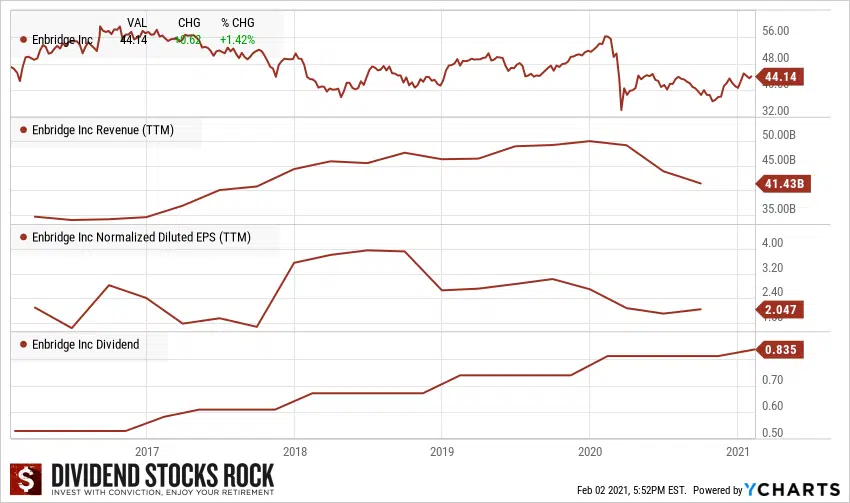 VAL CHG % CHG
Enbridge Inc 44.14 +0.62 +1.42%
56.00
48.00
44.14
40.00
32.00
Enbridge Inc Revenue (TTM)
50.00B
45.00B
41.43B
35.00B
Enbridge Inc Normalized Diluted EPS (TTM)
4.00
3.20
2.40
2.047
Enbridge Inc Dividend
0.835
0.70
0.60
0.50
2017 2018 2019 2020 2021
$ DIVIDEND STOCKS ROCK
INVEST WITH CONVICTION, ENJOY YOUR RETIREMENT
Feb 02 2021, 5:52PM EST. Powered by YCHARTS